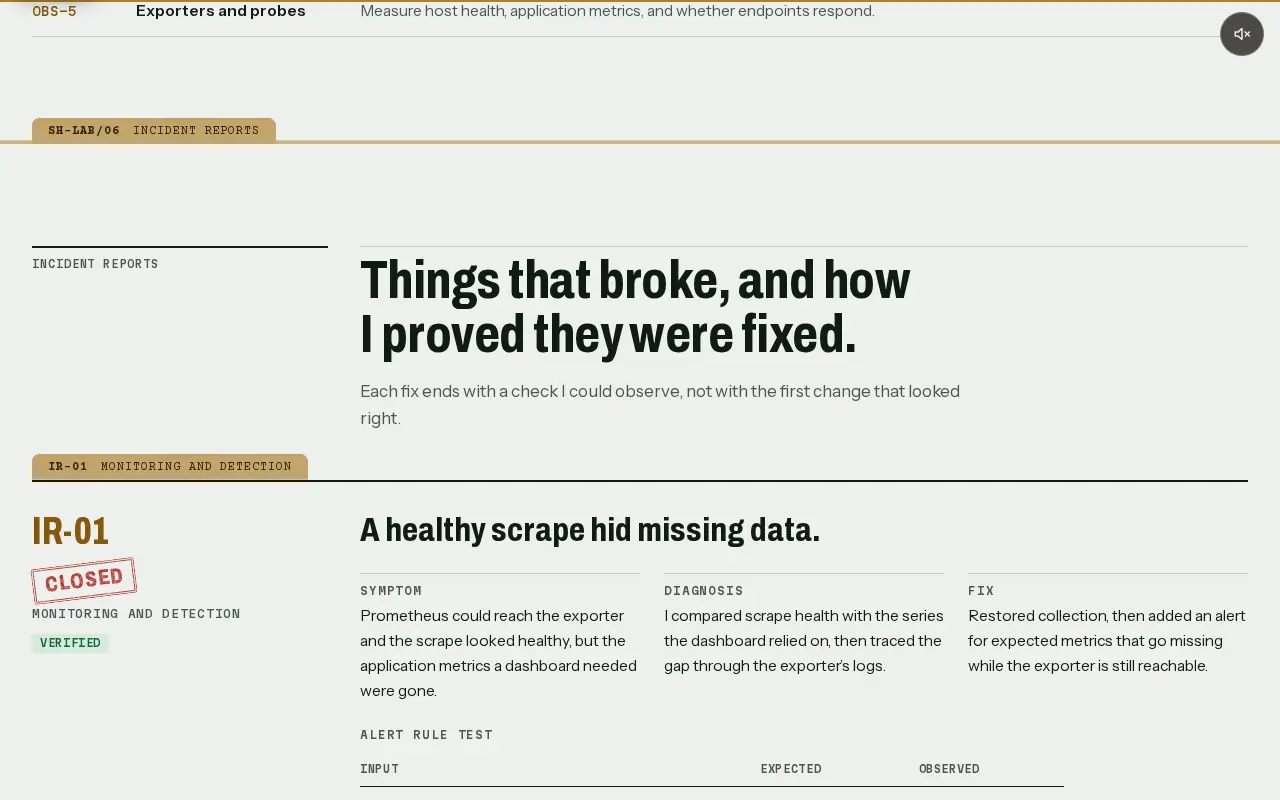 OBS-5 Exporters and probes Measure host health, application metrics, and whether endpoints respond.
SH-LAB/06 INCIDENT REPORTS
INCIDENT REPORTS
Things that broke, and how
I proved they were fixed.
Each fix ends with a check I could observe, not with the first change that looked
right.
IR-01 MONITORING AND DETECTION
IR-01
CLOSED
MONITORING AND DETECTION
VERIFIED
A healthy scrape hid missing data.
SYMPTOM
Prometheus could reach the exporter
and the scrape looked healthy, but the
application metrics a dashboard needed
were gone.
DIAGNOSIS
I compared scrape health with the series
the dashboard relied on, then traced the
gap through the exporter's logs.
FIX
Restored collection, then added an alert
for expected metrics that go missing
while the exporter is still reachable.
ALERT RULE TEST
INPUT EXPECTED OBSERVED